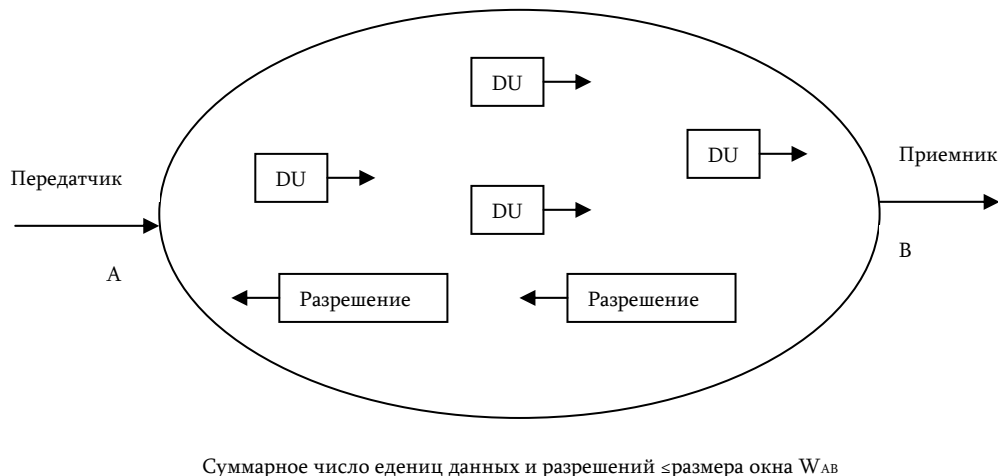 DU
DU
Приемник
Передатчик
DU
DU
B
A
Разрешение
Разрешение
Суммарное число едениц данных и разрешений ≤размера окна WAB